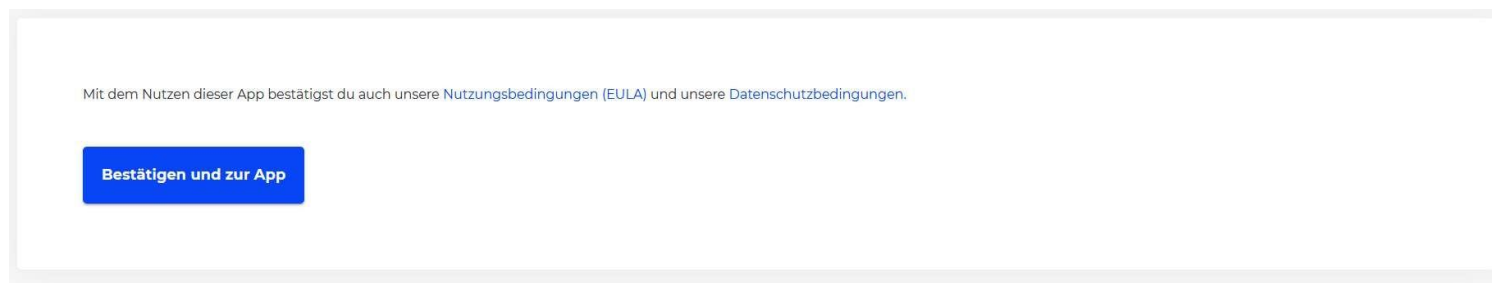 Mit dem Nutzen dieser App bestätigst du auch unsere Nutzungsbedingungen (EULA) und unsere Datenschutzbedingungen.
Bestätigen und zur App